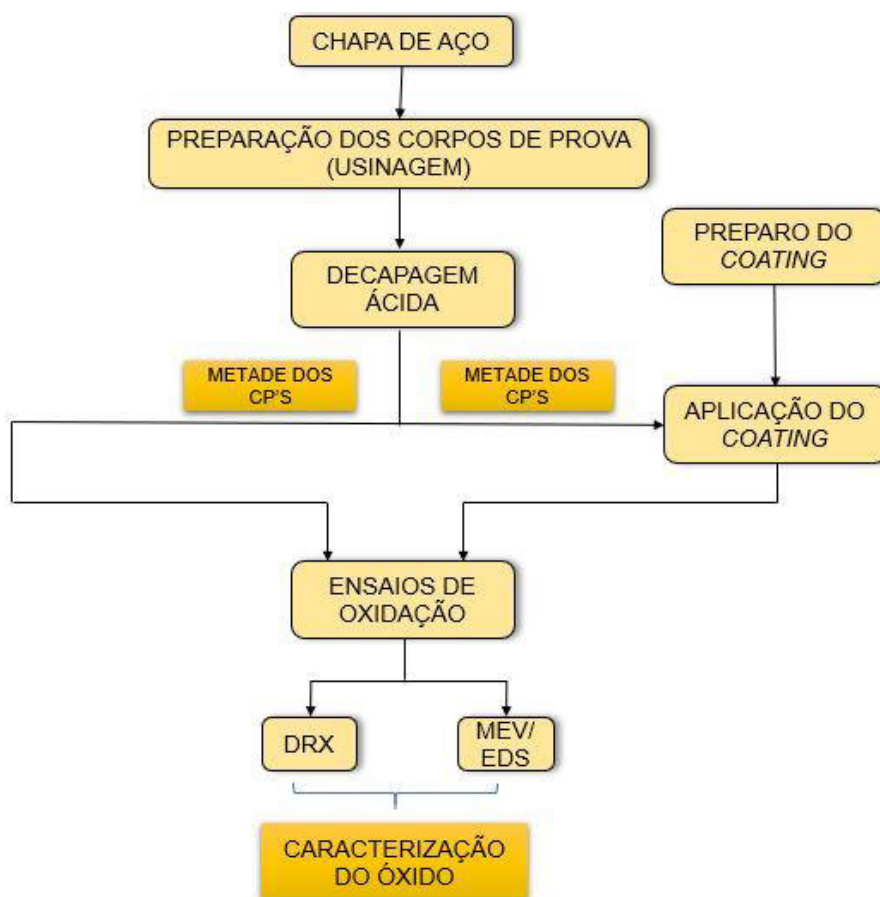 CHAPA DE AÇO
PREPARAÇÃO DOS CORPOS DE PROVA
(USINAGEM)
PREPARO DO
COATING
DECAPAGEM
ÁCIDA
METADE DOS
CP'S
METADE DOS
CP'S
APLICAÇÃO DO
COATING
ENSAIOS DE
OXIDAÇÃO
DRX
MEV/
EDS
CARACTERIZAÇÃO
DO ÓXIDO